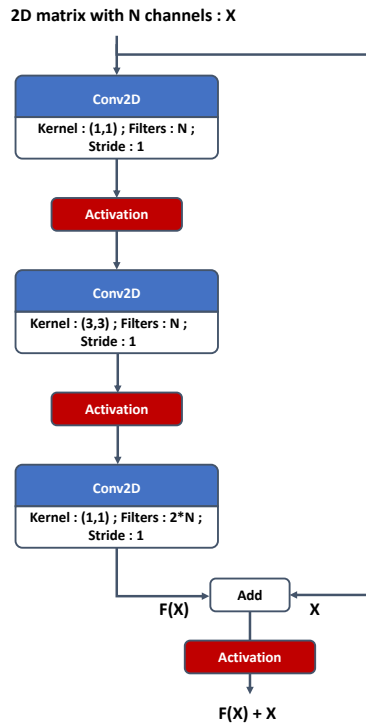 2D matrix with N channels : X
Conv2D
Kernel : (1,1) ; Filters : N ;
Stride : 1
Activation
Conv2D
Kernel : (3,3) ; Filters : N ;
Stride : 1
Activation
Conv2D
Kernel : (1,1) ; Filters : 2*N ;
Stride : 1
F(X)
Add
X
Activation
F(X) + X